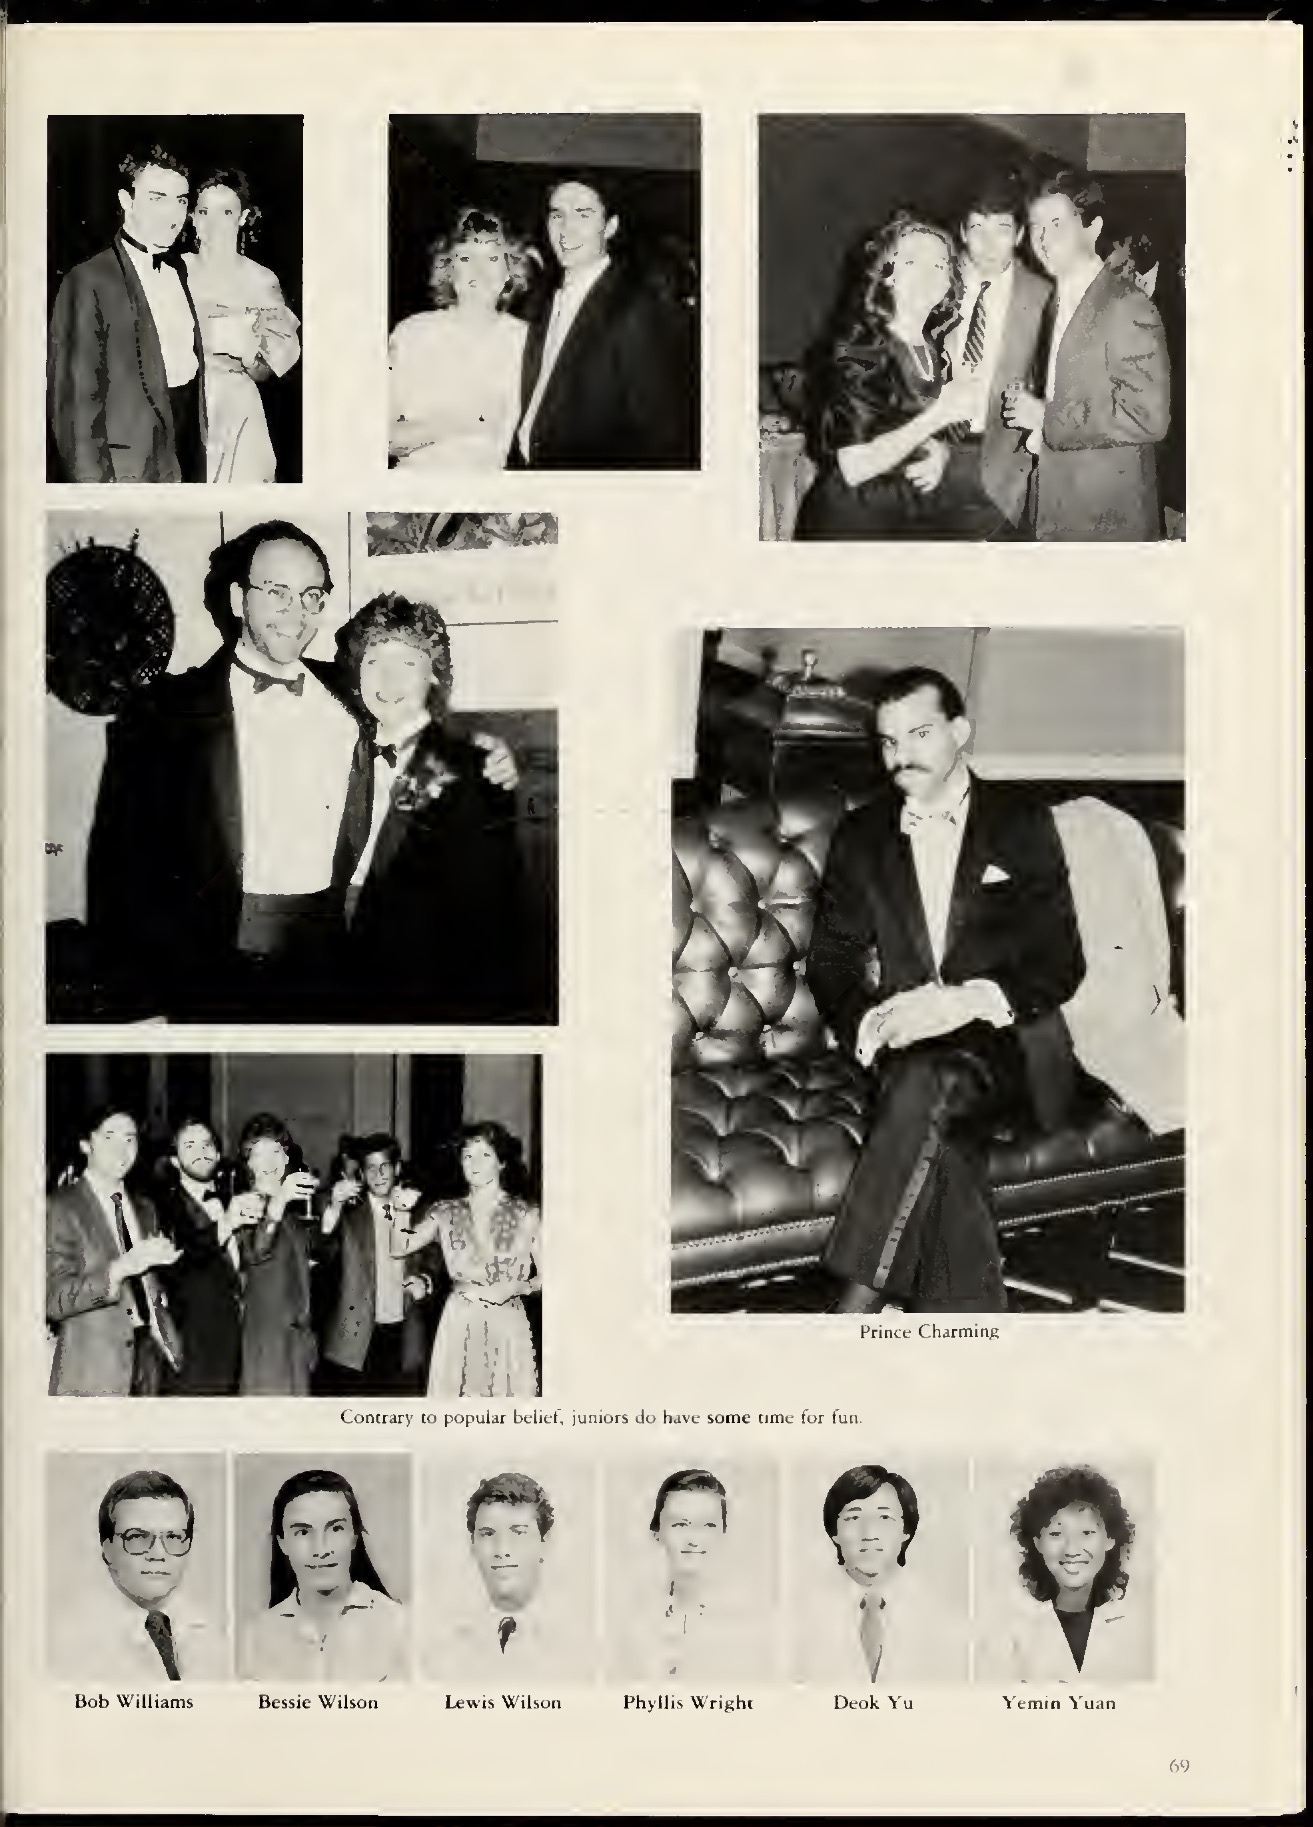 Prince Charming
Contrary to popular belief, juniors do have some time for fun.
Bob Williams
Bessie Wilson
Lewis Wilson
Phyllis Wright
Deok Yu
Yemin Yuan
69